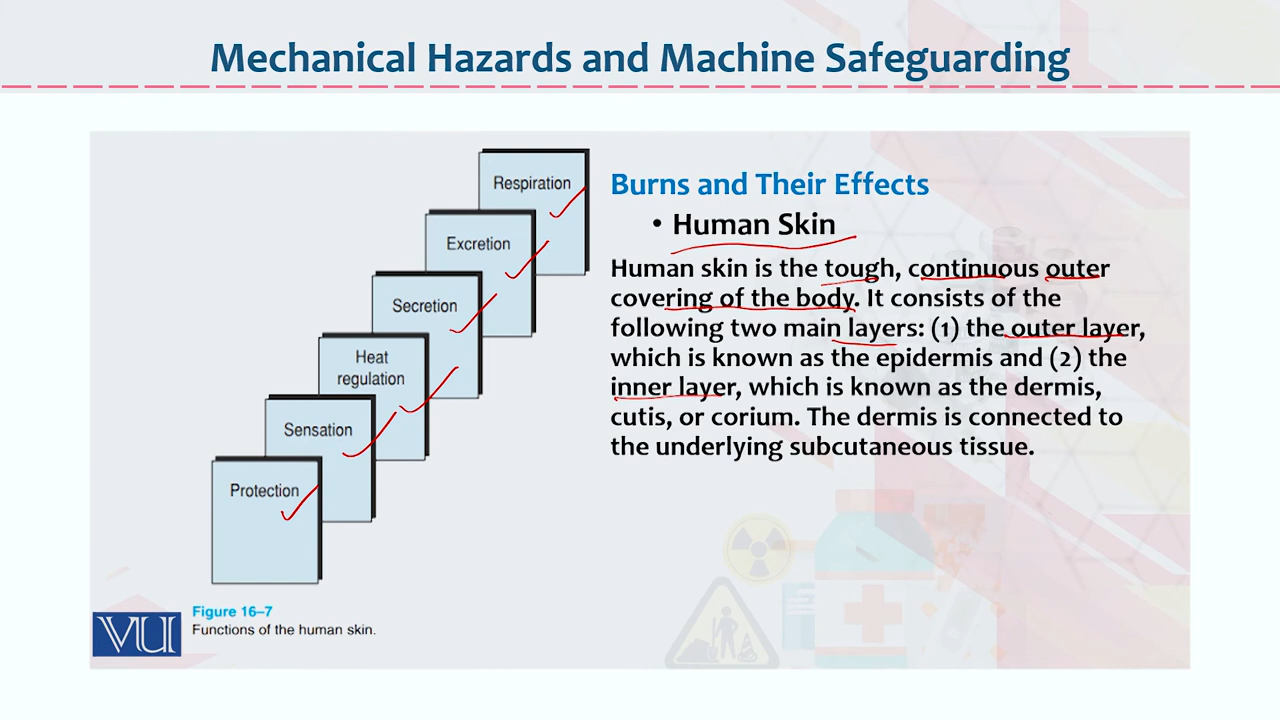 Mechanical Hazards and Machine Safeguarding
Respiration
Excretion
Secretion
Heat
regulation
Sensation
Protection
Figure 16–7
Functions of the human skin.
VU
Burns and Their Effects
• Human Skin
Human skin is the tough, continuous outer
covering of the body. It consists of the
following two main layers: (1) the outer layer,
which is known as the epidermis and (2) the
inner layer, which is known as the dermis,
cutis, or corium. The dermis is connected to
the underlying subcutaneous tissue.